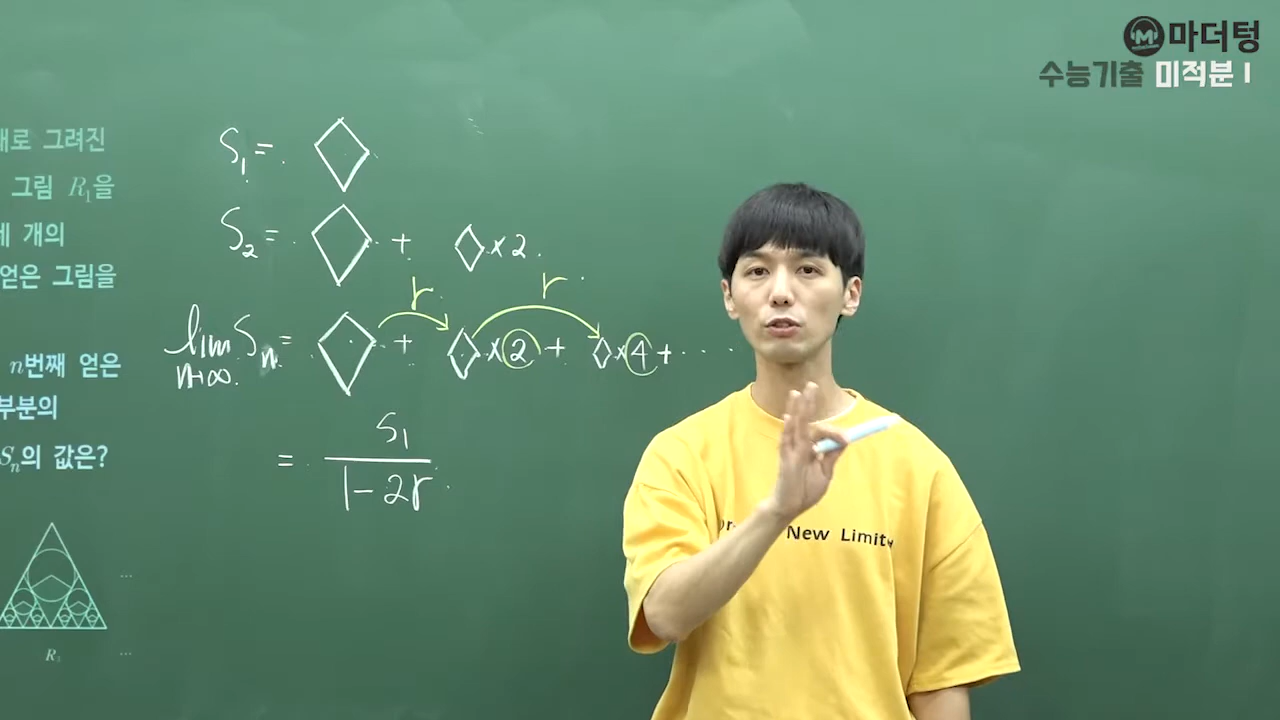 마더텅
수능기출 미적분 I
래로 그려진
그림 R₁을
개의
얻은 그림을
n번째 얻은
부분의
Sₙ의 값은?
R₃
...
...
S₁ =
S₂ = + ×2
lim n→∞ Sₙ = + ×2 + ×4 + ....
r r
= S₁ / 1-2r
New Limit